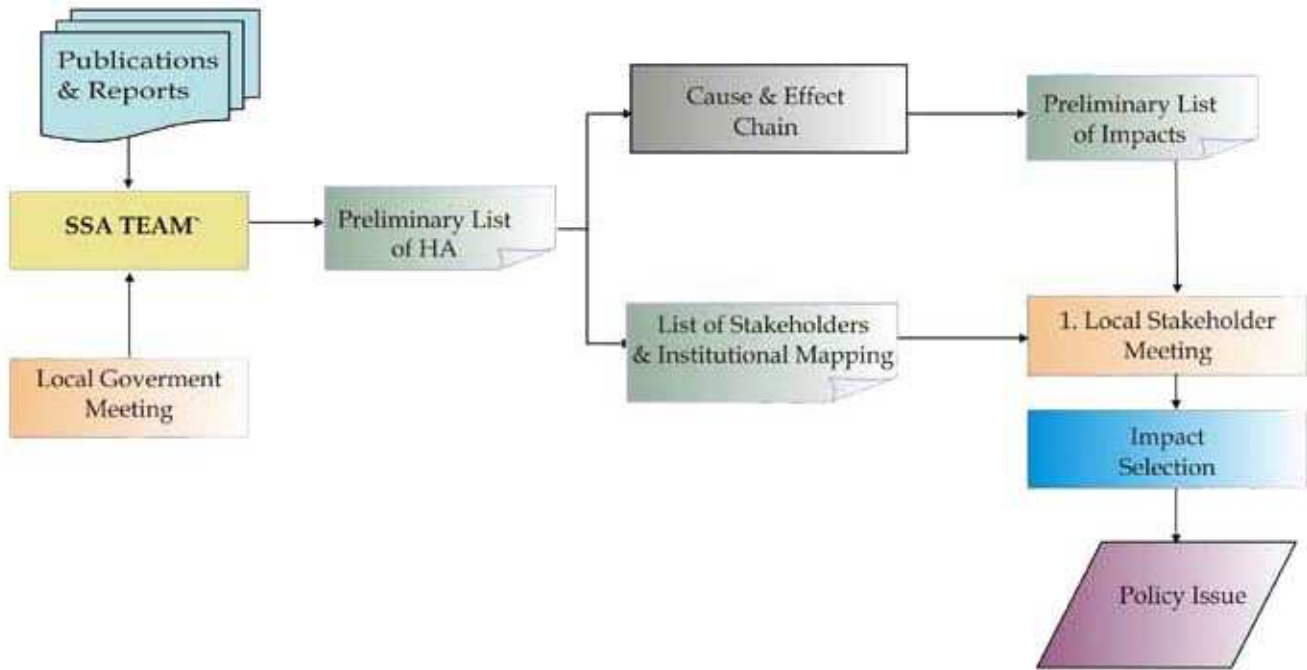 Publications
& Reports
SSA TEAM`
Local Goverment
Meeting
Preliminary List
of HA
Cause & Effect
Chain
List of Stakeholders
& Institutional Mapping
Preliminary List
of Impacts
1. Local Stakeholder
Meeting
Impact
Selection
Policy Issue